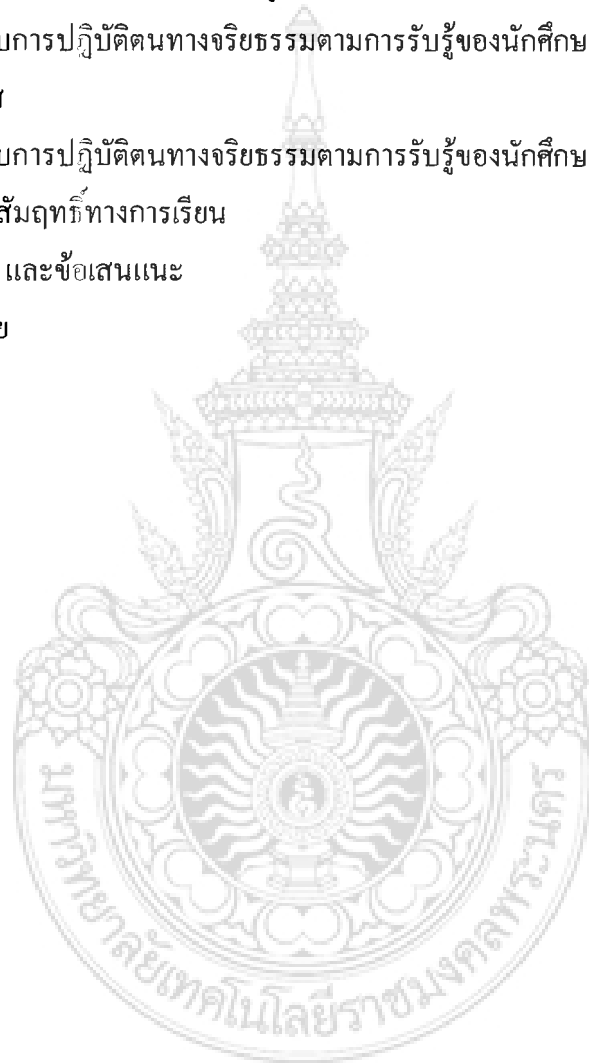 บการปฏิบัติตนทางจริยธรรมตามการรับรู้ของนักศึกษ
ศ
บการปฏิบัติตนทางจริยธรรมตามการรับรู้ของนักศึกษ
สัมฤทธิ์ทางการเรียน
และข้อเสนแนะ
ย
มหาวิทยาลัยเทคโนโลยีราชมงคลพระนคร